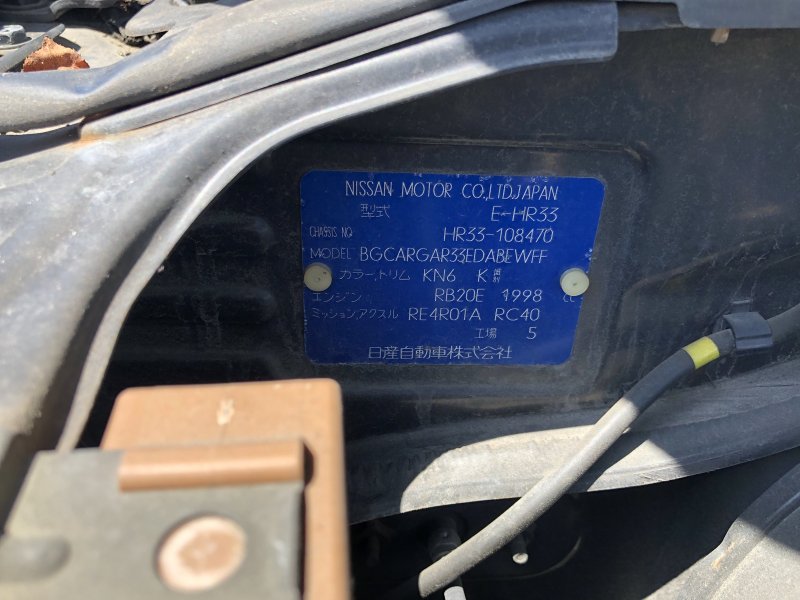 NISSAN MOTOR CO.,LTD.JAPAN
型式 E-HR33
CHASSIS NO HR33-108470
MODEL BGCARGAR33EDABEWFF
カラー,トリム KN6 K
エンジン RB20E 1998 cc
ミッション,アクスル RE4R01A RC40
工場 5
日産自動車株式会社